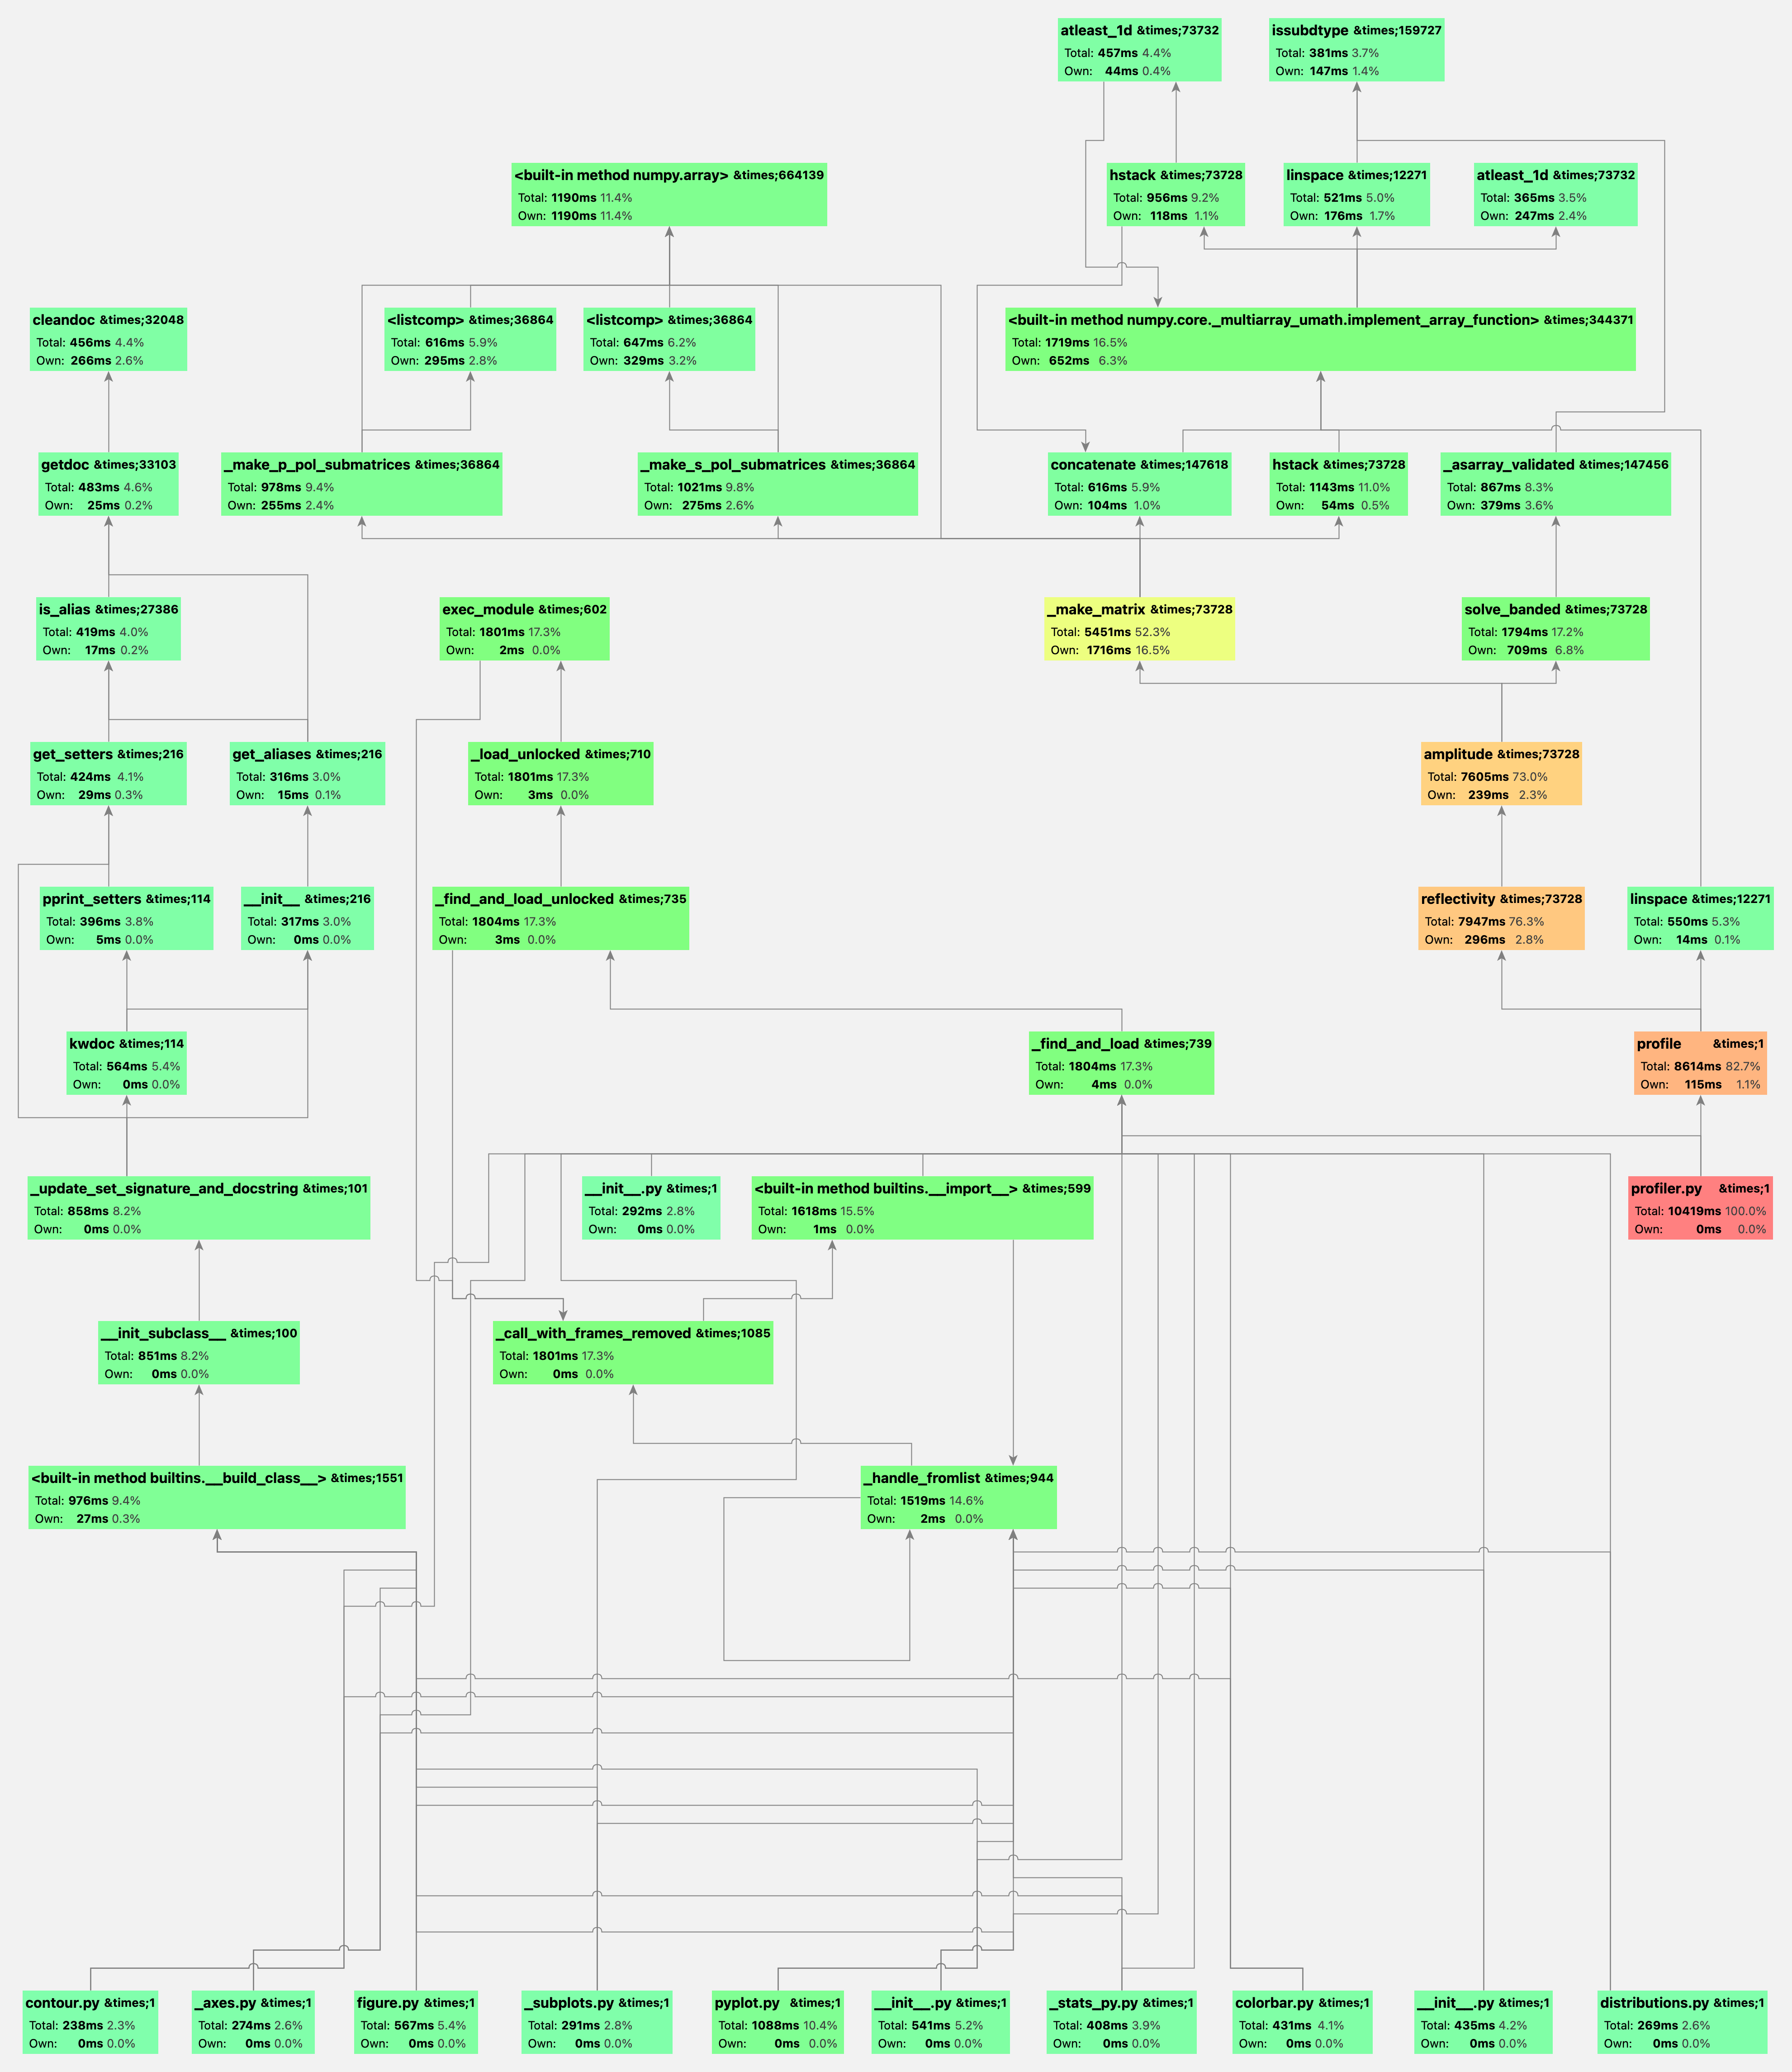 atleast_1d &times;73732
Total: 457ms 4.4%
Own: 44ms 0.4%
issubdtype &times;159727
Total: 381ms 3.7%
Own: 147ms 1.4%
<built-in method numpy.array> &times;664139
Total: 1190ms 11.4%
Own: 1190ms 11.4%
hstack &times;73728
Total: 956ms 9.2%
Own: 118ms 1.1%
linspace &times;12271
Total: 521ms 5.0%
Own: 176ms 1.7%
atleast_1d &times;73732
Total: 365ms 3.5%
Own: 247ms 2.4%
cleandoc &times;32048
Total: 456ms 4.4%
Own: 266ms 2.6%
<listcomp> &times;36864
Total: 616ms 5.9%
Own: 295ms 2.8%
<listcomp> &times;36864
Total: 647ms 6.2%
Own: 329ms 3.2%
<built-in method numpy.core._multiarray_umath.implement_array_function> &times;344371
Total: 1719ms 16.5%
Own: 652ms 6.3%
getdoc &times;33103
Total: 483ms 4.6%
Own: 25ms 0.2%
_make_p_pol_submatrices &times;36864
Total: 978ms 9.4%
Own: 255ms 2.4%
_make_s_pol_submatrices &times;36864
Total: 1021ms 9.8%
Own: 275ms 2.6%
concatenate &times;147618
Total: 616ms 5.9%
Own: 104ms 1.0%
hstack &times;73728
Total: 1143ms 11.0%
Own: 54ms 0.5%
_asarray_validated &times;147456
Total: 867ms 8.3%
Own: 379ms 3.6%
is_alias &times;27386
Total: 419ms 4.0%
Own: 17ms 0.2%
exec_module &times;602
Total: 1801ms 17.3%
Own: 2ms 0.0%
_make_matrix &times;73728
Total: 5451ms 52.3%
Own: 1716ms 16.5%
solve_banded &times;73728
Total: 1794ms 17.2%
Own: 709ms 6.8%
get_setters &times;216
Total: 424ms 4.1%
Own: 29ms 0.3%
get_aliases &times;216
Total: 316ms 3.0%
Own: 15ms 0.1%
_load_unlocked &times;710
Total: 1801ms 17.3%
Own: 3ms 0.0%
amplitude &times;73728
Total: 7605ms 73.0%
Own: 239ms 2.3%
pprint_setters &times;114
Total: 396ms 3.8%
Own: 5ms 0.0%
__init__ &times;216
Total: 317ms 3.0%
Own: 0ms 0.0%
_find_and_load_unlocked &times;735
Total: 1804ms 17.3%
Own: 3ms 0.0%
reflectivity &times;73728
Total: 7947ms 76.3%
Own: 296ms 2.8%
linspace &times;12271
Total: 550ms 5.3%
Own: 14ms 0.1%
kwdoc &times;114
Total: 564ms 5.4%
Own: 0ms 0.0%
_find_and_load &times;739
Total: 1804ms 17.3%
Own: 4ms 0.0%
profile &times;1
Total: 8614ms 82.7%
Own: 115ms 1.1%
_update_set_signature_and_docstring &times;101
Total: 858ms 8.2%
Own: 0ms 0.0%
__init__.py &times;1
Total: 292ms 2.8%
Own: 0ms 0.0%
<built-in method builtins.__import__> &times;599
Total: 1618ms 15.5%
Own: 1ms 0.0%
profiler.py &times;1
Total: 10419ms 100.0%
Own: 0ms 0.0%
__init_subclass__ &times;100
Total: 851ms 8.2%
Own: 0ms 0.0%
_call_with_frames_removed &times;1085
Total: 1801ms 17.3%
Own: 0ms 0.0%
<built-in method builtins.__build_class__> &times;1551
Total: 976ms 9.4%
Own: 27ms 0.3%
_handle_fromlist &times;944
Total: 1519ms 14.6%
Own: 2ms 0.0%
contour.py &times;1
Total: 238ms 2.3%
Own: 0ms 0.0%
_axes.py &times;1
Total: 274ms 2.6%
Own: 0ms 0.0%
figure.py &times;1
Total: 567ms 5.4%
Own: 0ms 0.0%
_subplots.py &times;1
Total: 291ms 2.8%
Own: 0ms 0.0%
pyplot.py &times;1
Total: 1088ms 10.4%
Own: 0ms 0.0%
__init__.py &times;1
Total: 541ms 5.2%
Own: 0ms 0.0%
_stats_py.py &times;1
Total: 408ms 3.9%
Own: 0ms 0.0%
colorbar.py &times;1
Total: 431ms 4.1%
Own: 0ms 0.0%
__init__.py &times;1
Total: 435ms 4.2%
Own: 0ms 0.0%
distributions.py &times;1
Total: 269ms 2.6%
Own: 0ms 0.0%